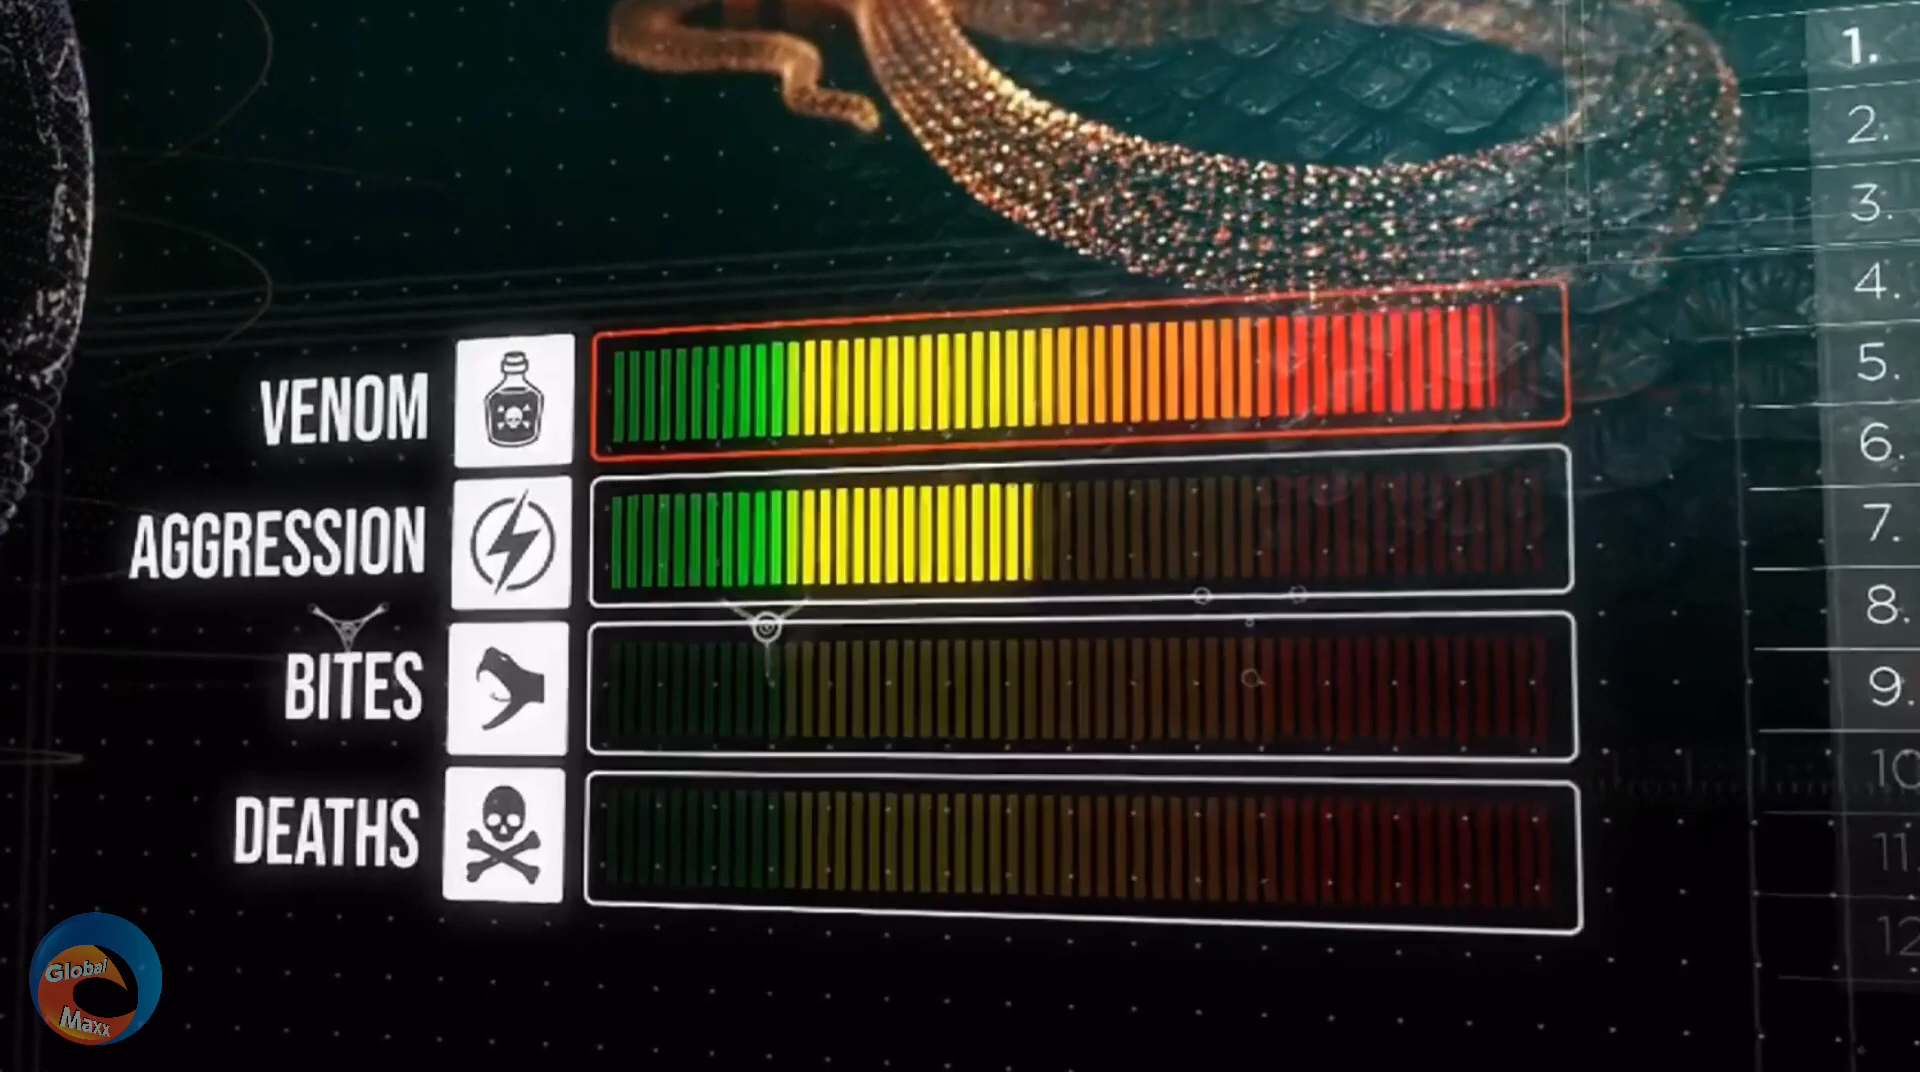 1.
2.
3.
4.
5.
6.
7.
8.
9.
10
11
12
VENOM
AGGRESSION
BITES
DEATHS
Global
Maxx